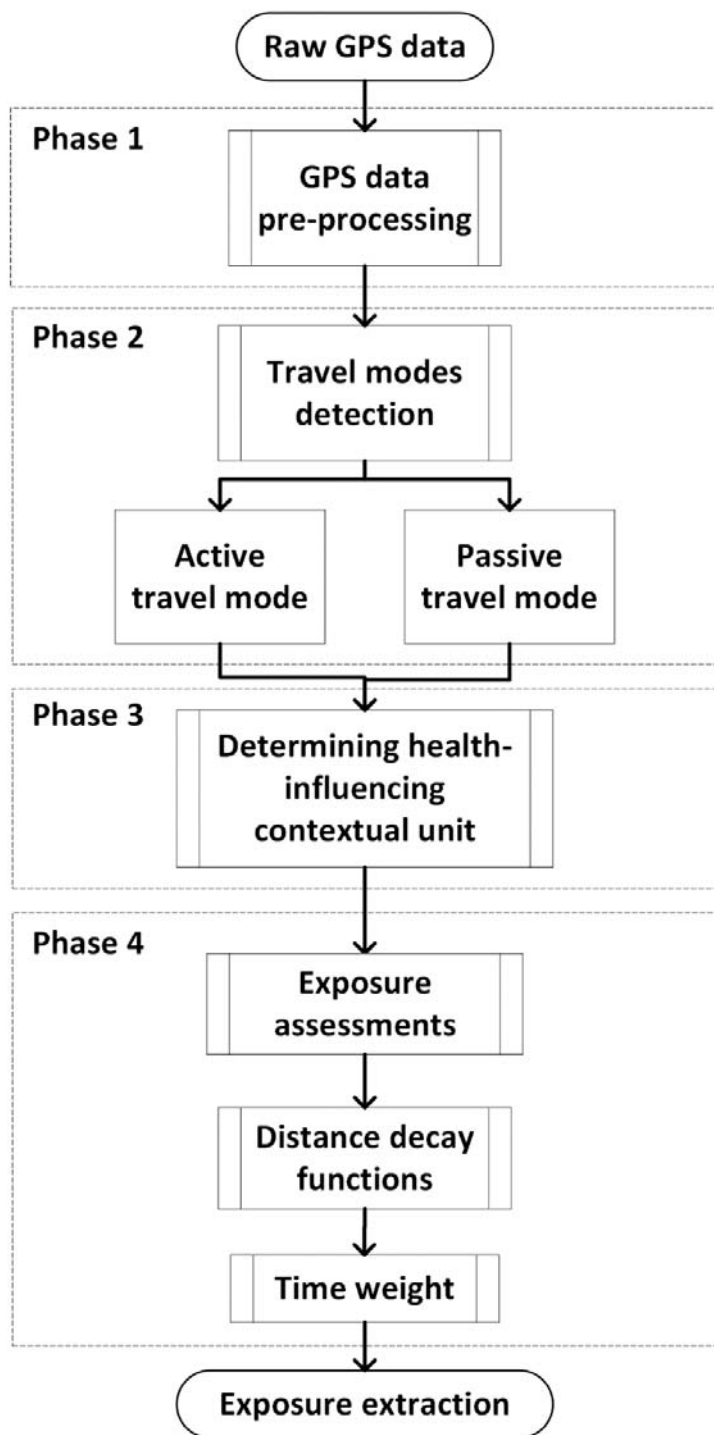 Raw GPS data
Phase 1
GPS data
pre-processing
Phase 2
Travel modes
detection
Active
travel mode
Passive
travel mode
Phase 3
Determining health-
influencing
contextual unit
Phase 4
Exposure
assessments
Distance decay
functions
Time weight
Exposure extraction